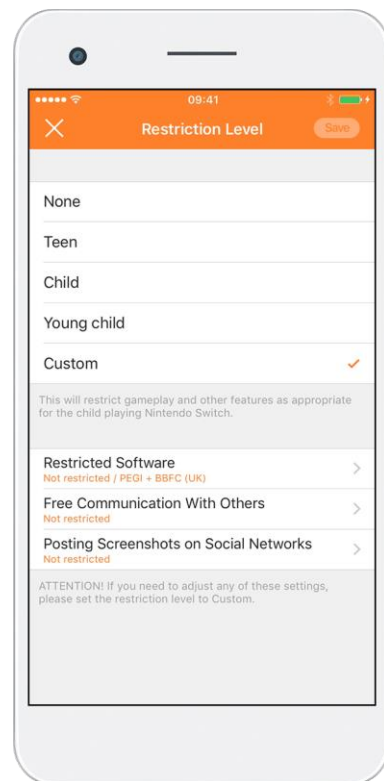 09:41
Restriction Level
Save
None
Teen
Child
Young child
Custom
This will restrict gameplay and other features as appropriate
for the child playing Nintendo Switch.
Restricted Software
Not restricted / PEGI + BBFC (UK)
Free Communication With Others
Not restricted
Posting Screenshots on Social Networks
Not restricted
ATTENTION! If you need to adjust any of these settings,
please set the restriction level to Custom.